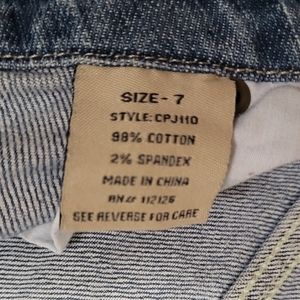 SIZE - 7
STYLE: CPJ110
98% COTTON
2% SPANDEX
MADE IN CHINA
RN# 112126
SEE REVERSE FOR CARE